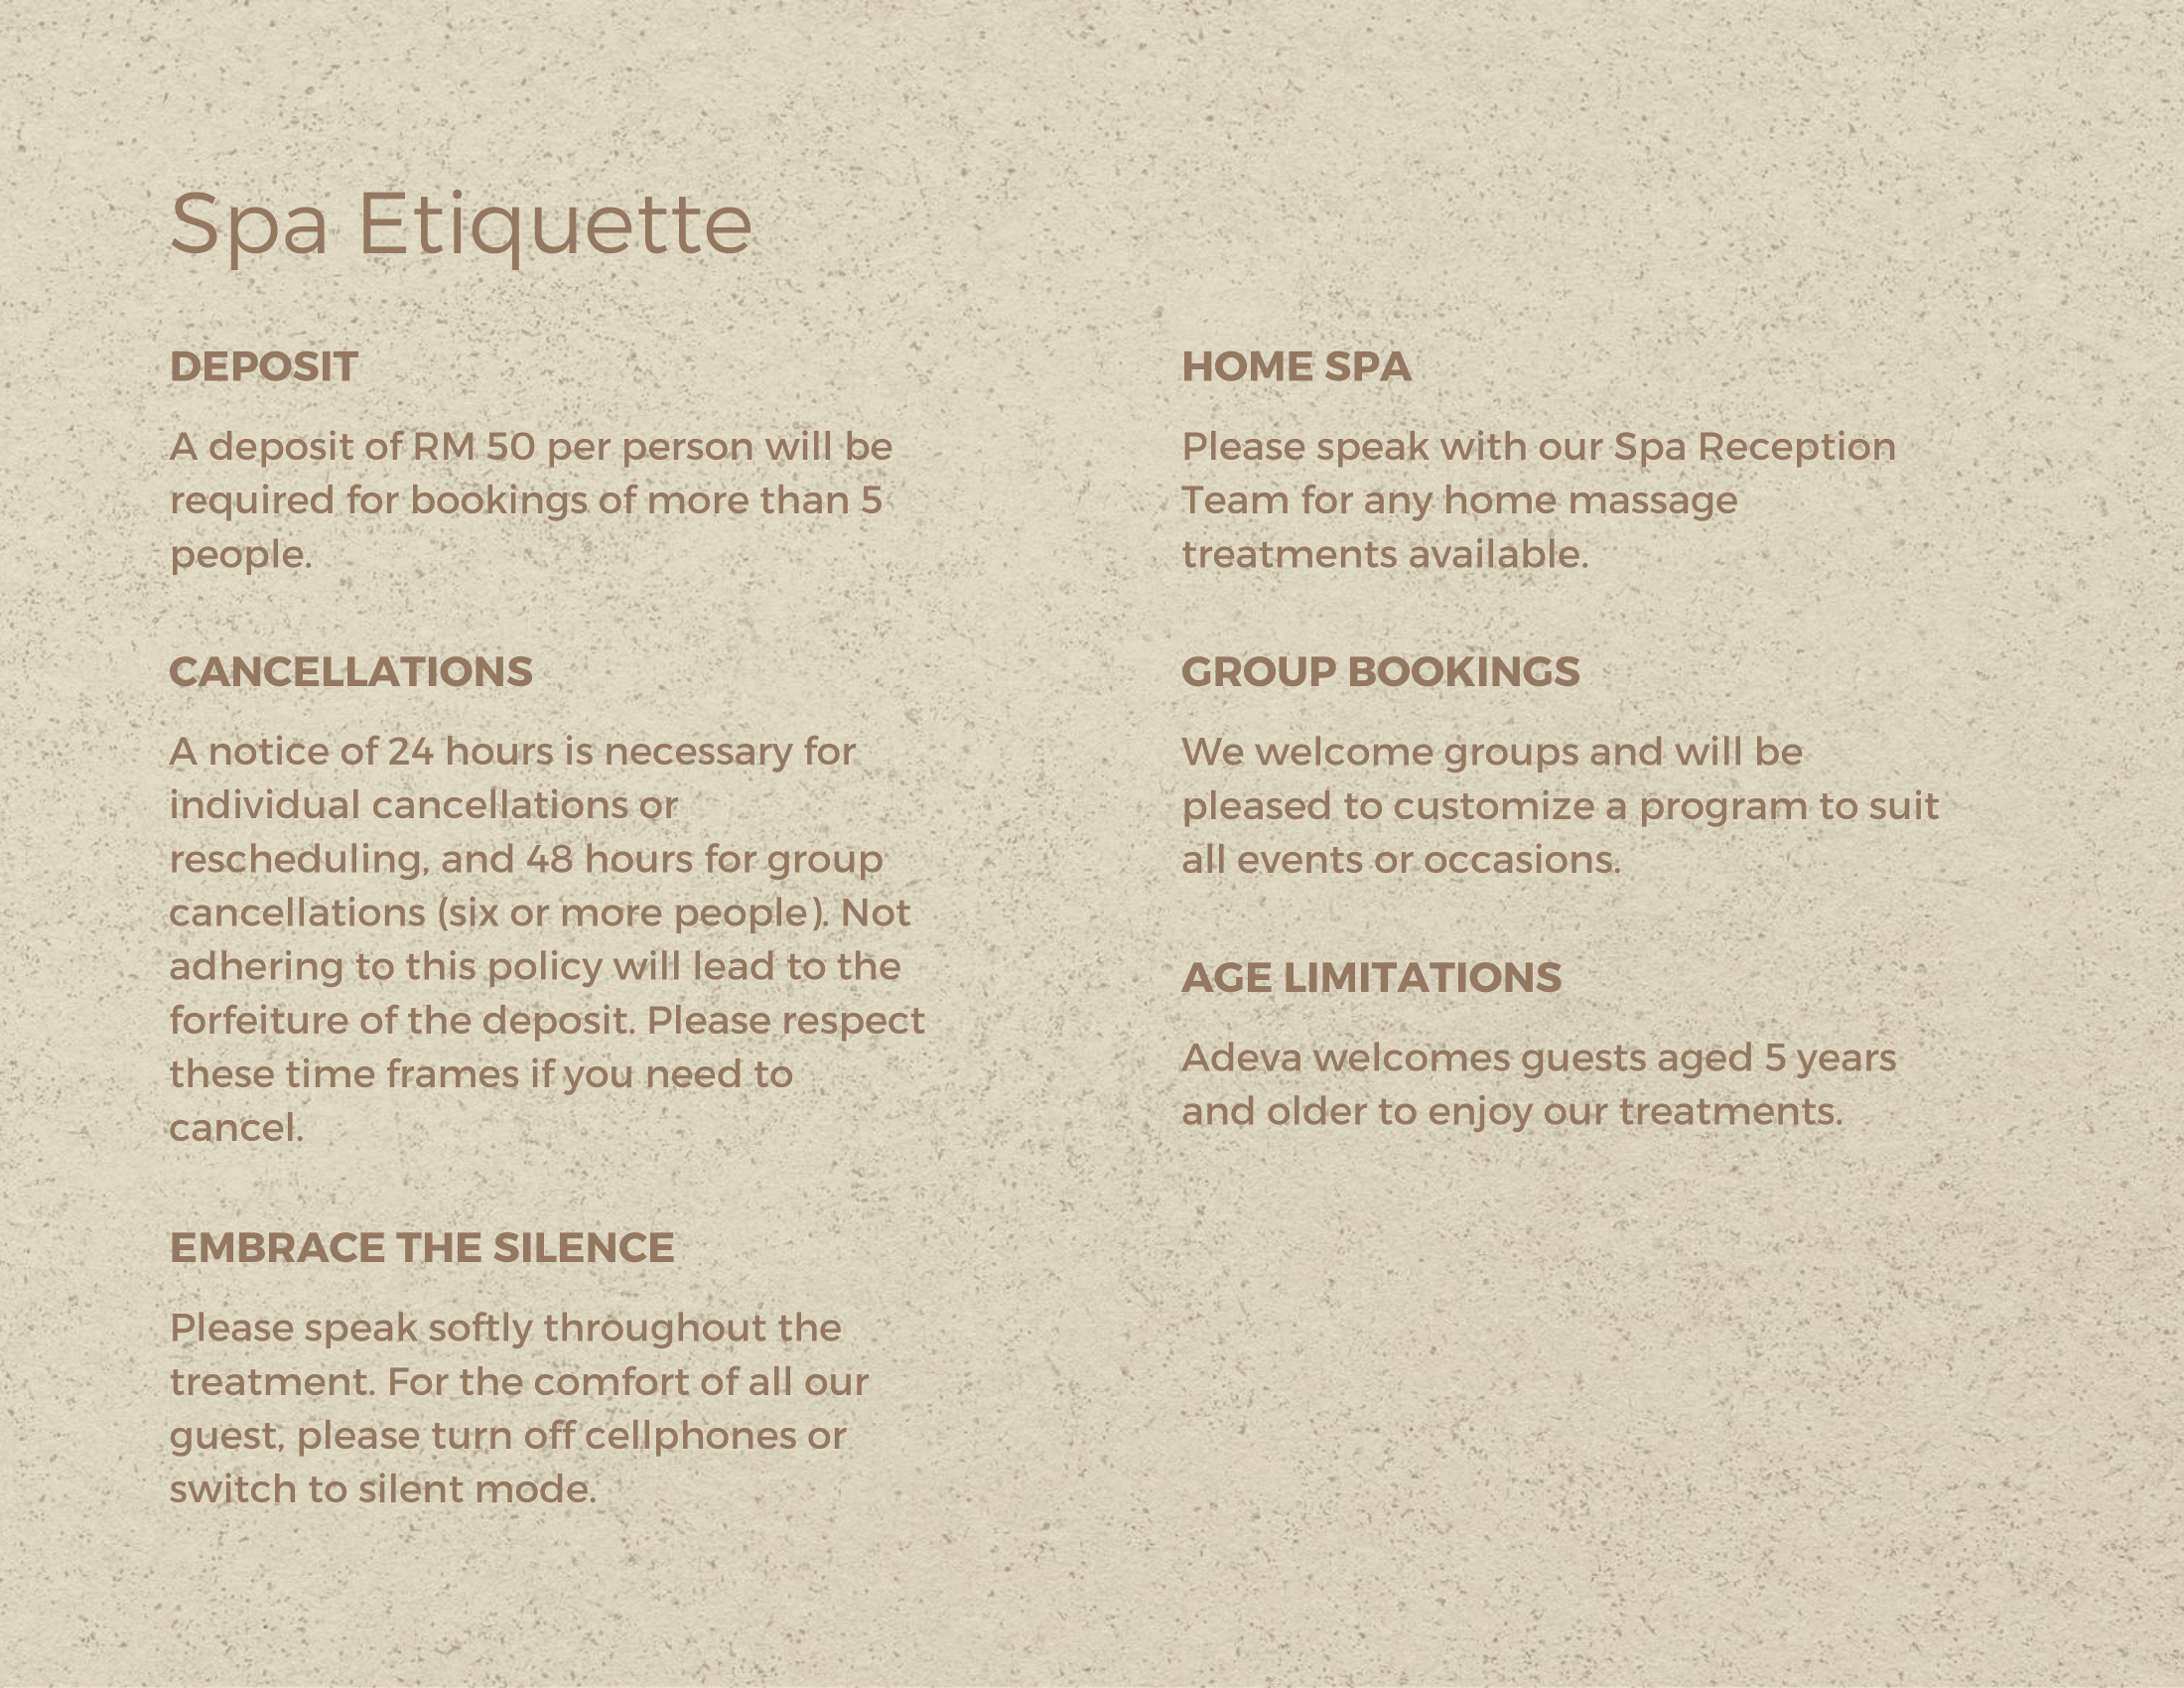 Spa Etiquette
DEPOSIT
A deposit of RM 50 per person will be
required for bookings of more than 5
people.
CANCELLATIONS
A notice of 24 hours is necessary for
individual cancellations or
rescheduling, and 48 hours for group
cancellations (six or more people). Not
adhering to this policy will lead to the
forfeiture of the deposit. Please respect
these time frames if you need to
cancel.
EMBRACE THE SILENCE
Please speak softly throughout the
treatment. For the comfort of all our
guest, please turn off cellphones or
switch to silent mode.
HOME SPA
Please speak with our Spa Reception
Team for any home massage
treatments available.
GROUP BOOKINGS
We welcome groups and will be
pleased to customize a program to suit
all events or occasions.
AGE LIMITATIONS
Adeva welcomes guests aged 5 years
and older to enjoy our treatments.